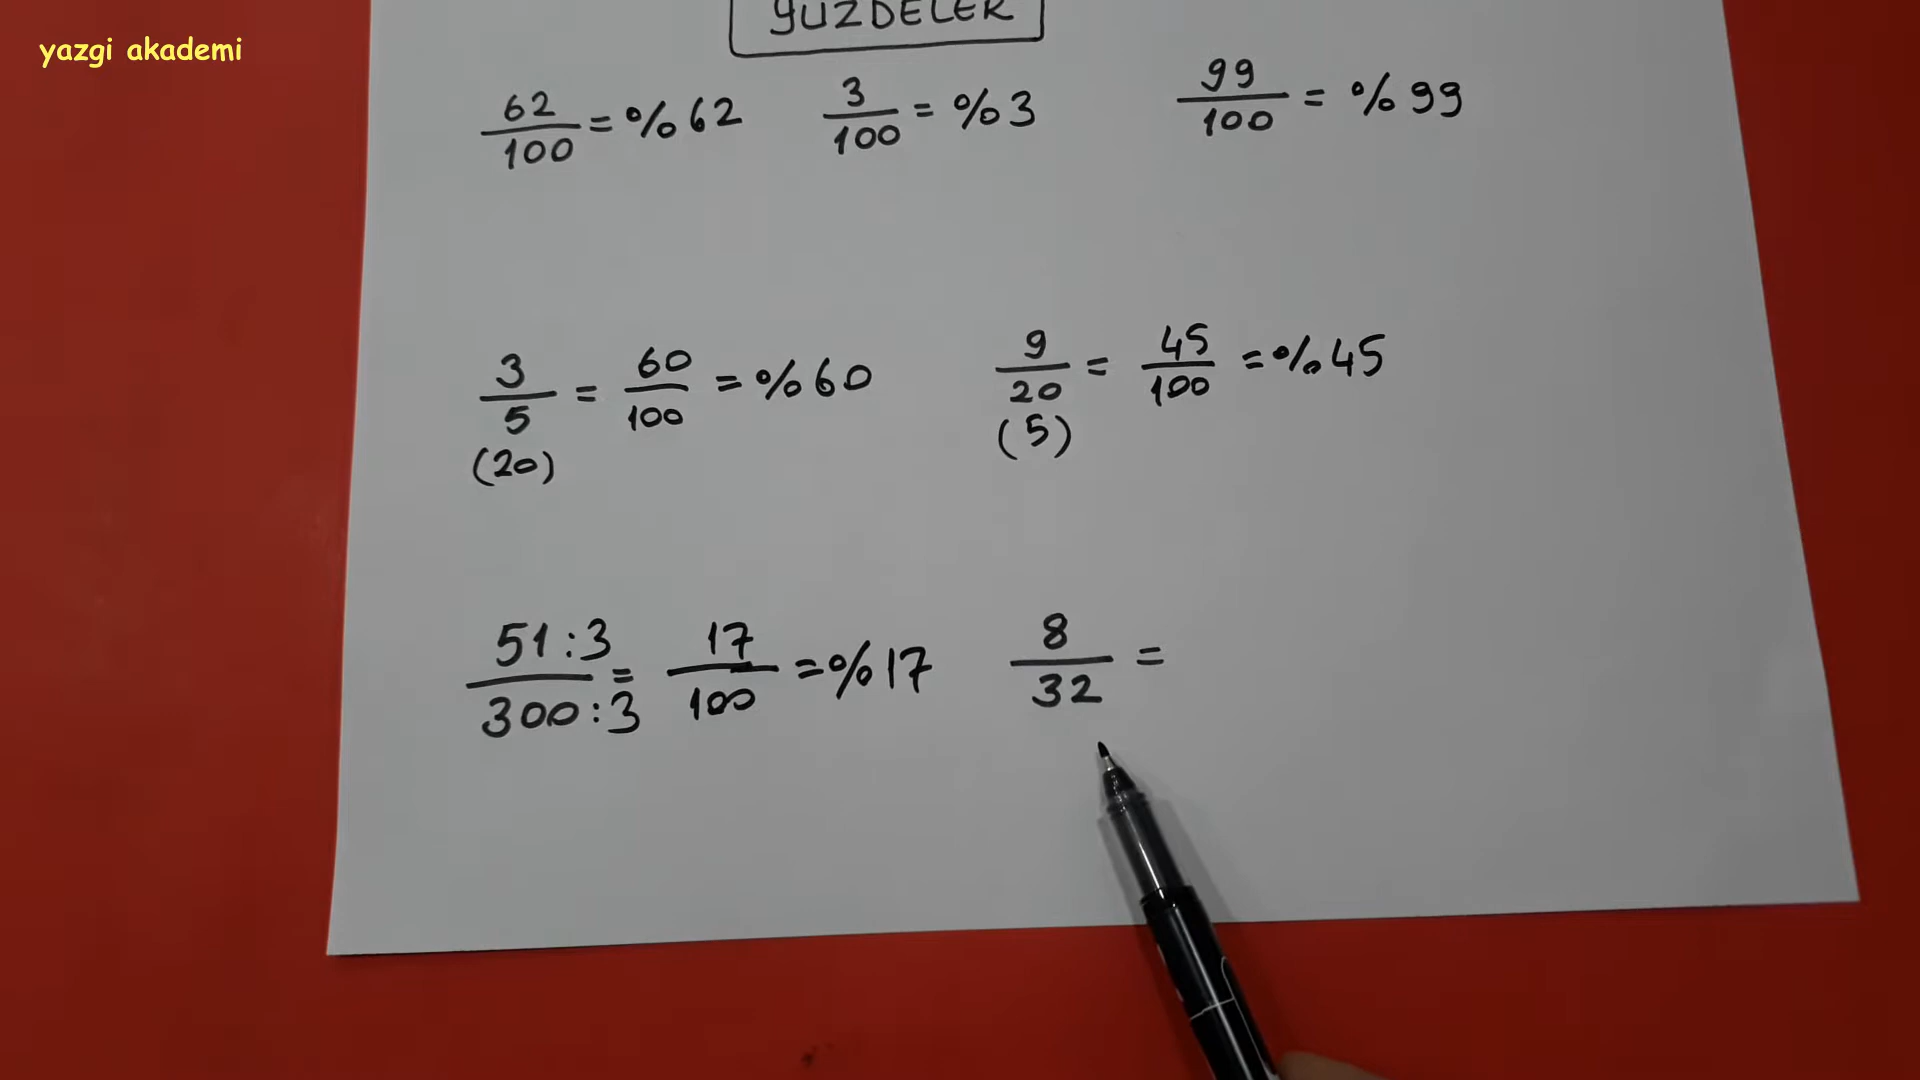 yazgi akademi
YÜZDELER
62/100 = %62 3/100 = %3 99/100 = %99
3/5 = 60/100 = %60 9/20 = 45/100 = %45
(20) (5)
51:3/300:3 = 17/100 = %17 8/32 =